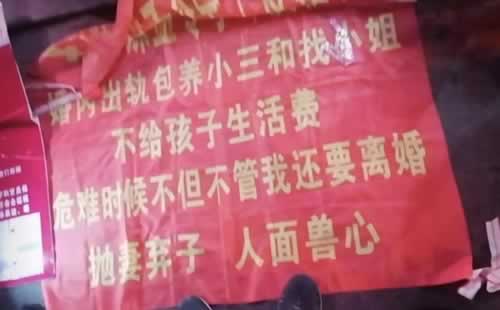 婚内出轨包养小三和找小姐
不给孩子生活费
危难时候不但不管我还要离婚
抛妻弃子 人面兽心